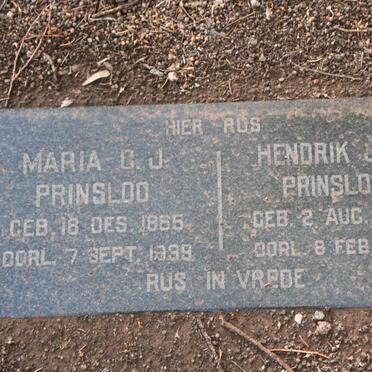 HIER RUS
MARIA C. J.
PRINSLOO
GEB. 18 DES. 1865
OORL. 7 SEPT. 1939
HENDRIK J
PRINSLO
GEB. 2 AUG
OORL. 8 FEB
RUS IN VREDE